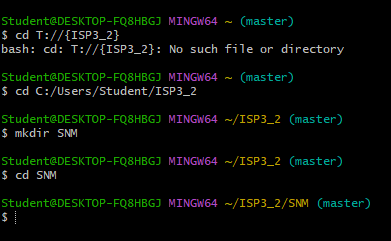 Student@DESKTOP-FQ8HBGJ MINGW64 ~ (master)
$ cd T://{ISP3_2}
bash: cd: T://{ISP3_2}: No such file or directory
Student@DESKTOP-FQ8HBGJ MINGW64 ~ (master)
$ cd C:/Users/Student/ISP3_2
Student@DESKTOP-FQ8HBGJ MINGW64 ~/ISP3_2 (master)
$ mkdir SNM
Student@DESKTOP-FQ8HBGJ MINGW64 ~/ISP3_2 (master)
$ cd SNM
Student@DESKTOP-FQ8HBGJ MINGW64 ~/ISP3_2/SNM (master)
$